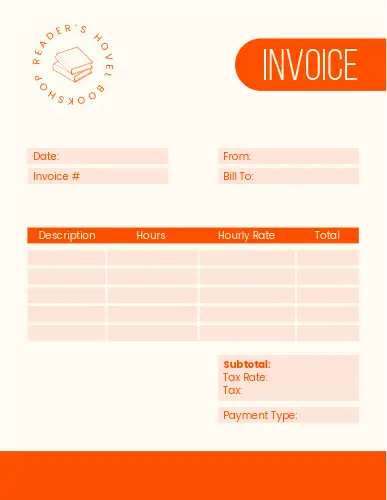 READER'S HOVEL BOOKSHOP
INVOICE
Date:
From:
Invoice #
Bill To:
Description Hours Hourly Rate Total
Subtotal:
Tax Rate:
Tax:
Payment Type: